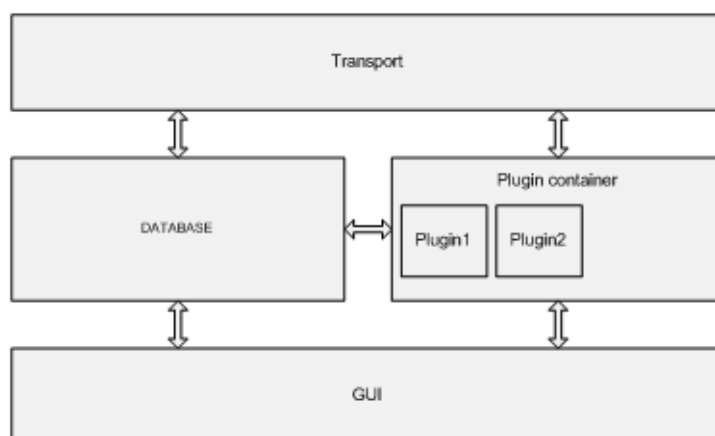 Transport
DATABASE
Plugin container
Plugin1
Plugin2
GUI